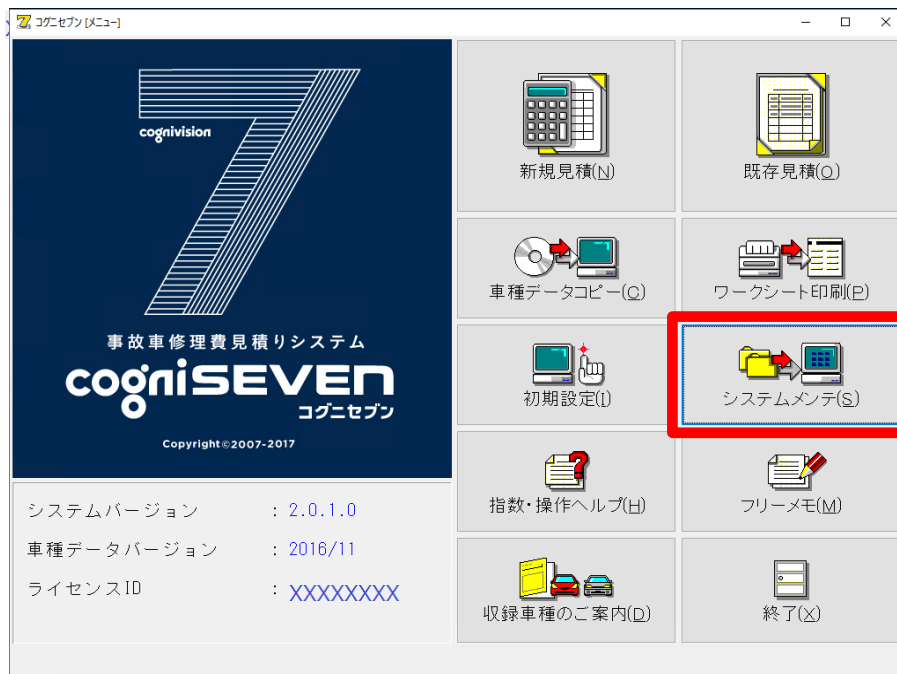 コグニセブン [メニュー]
cognivision
事故車修理費見積りシステム
cogniSEVEN
コグニセブン
Copyright©2007-2017
システムバージョン : 2.0.1.0
車種データバージョン : 2016/11
ライセンスID : XXXXXXXX
新規見積(N)
既存見積(O)
車種データコピー(C)
ワークシート印刷(P)
初期設定(I)
システムメンテ(S)
指数・操作ヘルプ(H)
フリーメモ(M)
収録車種のご案内(D)
終了(X)